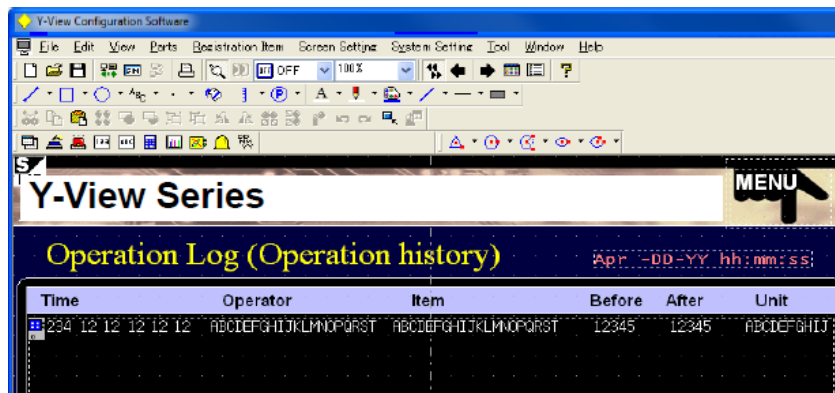 Y-View Configuration Software
File Edit View Parts Registration Item Screen Setting System Setting Tool Window Help
OFF 100%
A
S
Y-View Series
MENU
Operation Log (Operation history)
Apr -DD-YY hh:mm:ss
Time Operator Item Before After Unit
234 12 12 12 12 12 ABCDEFGHIJKLMNOPQRST ABCDEFGHIJKLMNOPQRST 12345 12345 ABCDEFGHIJ